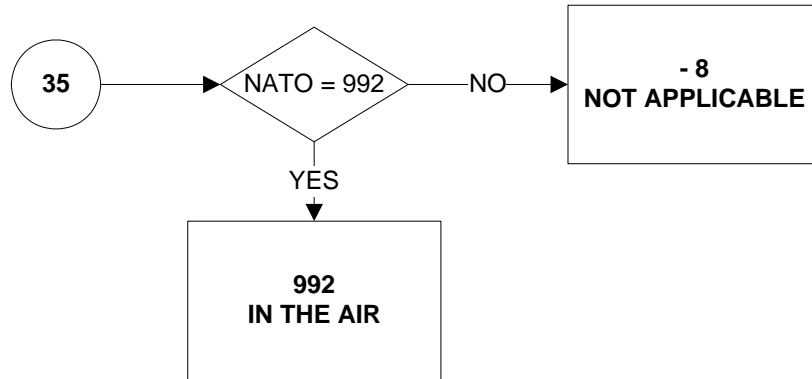 35
NATO = 992
NO
- 8
NOT APPLICABLE
YES
992
IN THE AIR